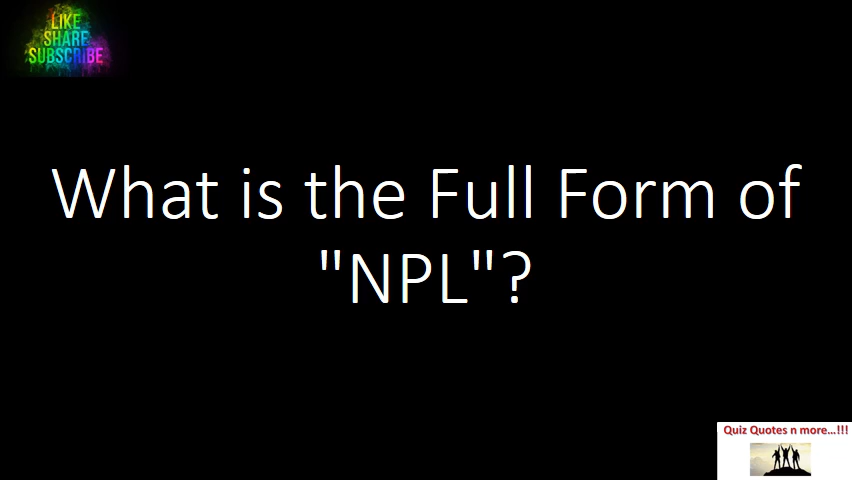 LIKE
SHARE
SUBSCRIBE
What is the Full Form of
"NPL"?
Quiz Quotes n more...!!!